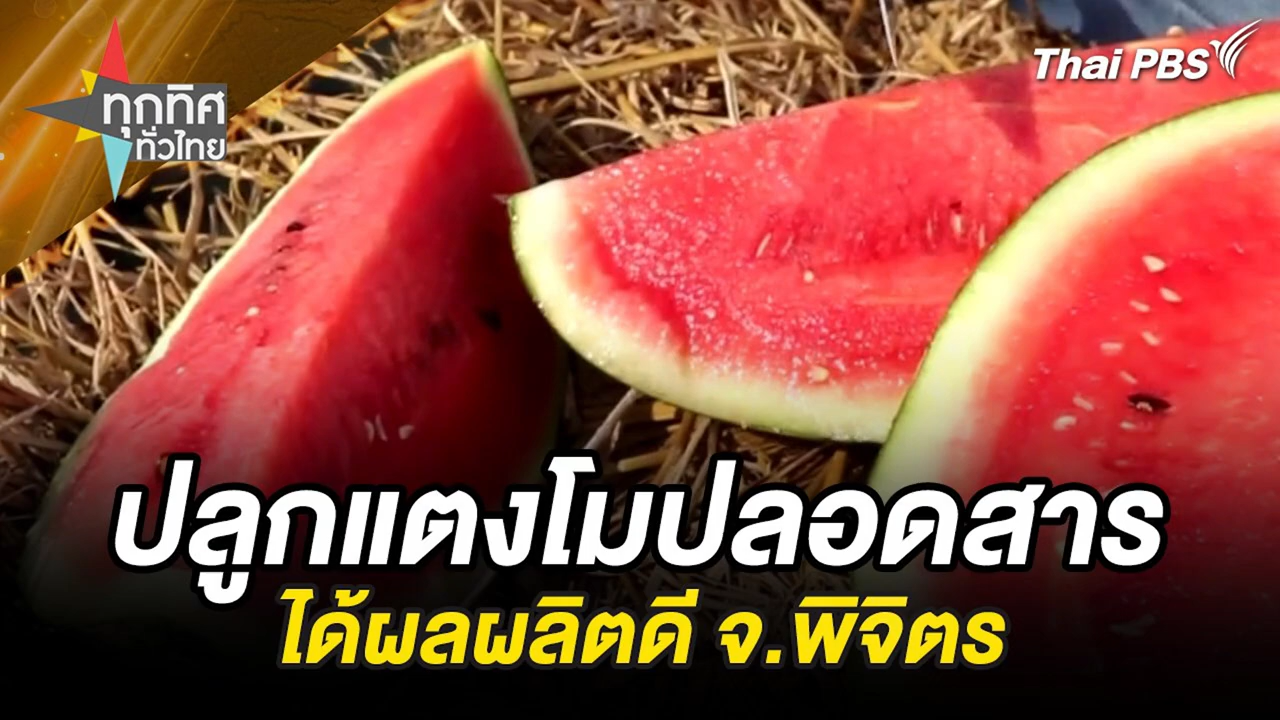 ทุกทิศ
ทั่วไทย
Thai PBS
ปลูกแตงโมปลอดสาร
ได้ผลผลิตดี จ.พิจิตร